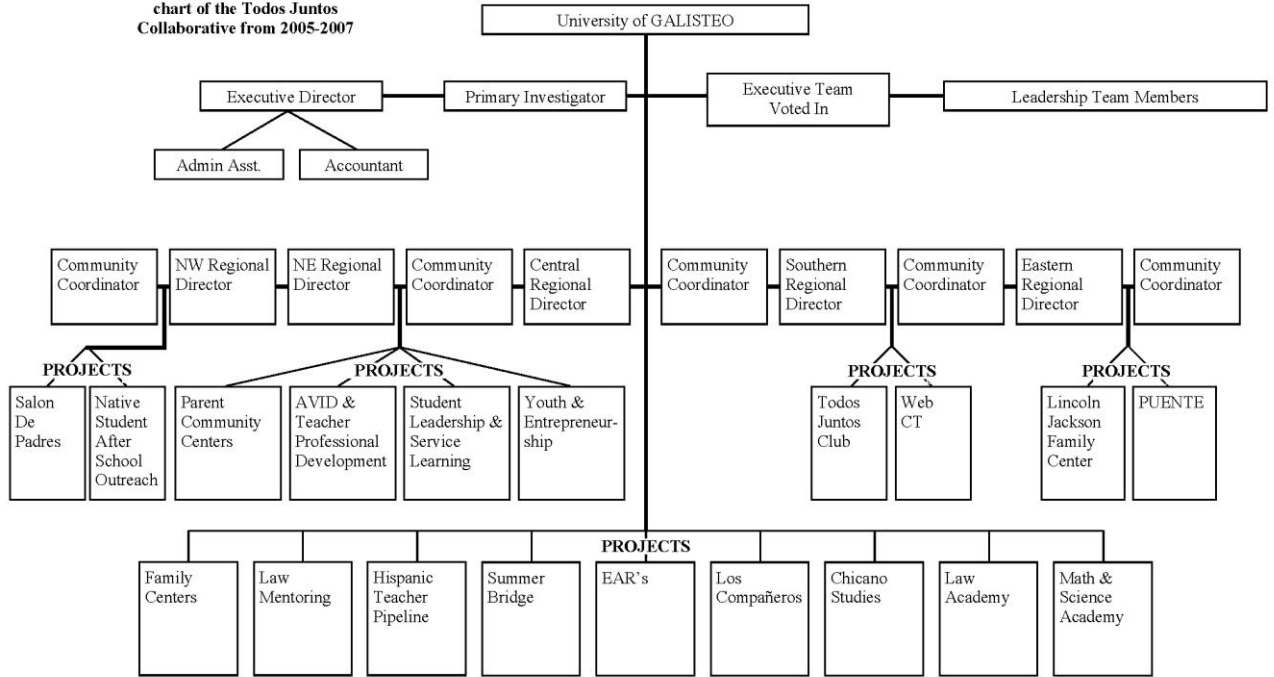 chart of the Todos Juntos
Collaborative from 2005-2007
University of GALISTEO
Executive Director
Primary Investigator
Executive Team
Voted In
Leadership Team Members
Admin Asst.
Accountant
Community
Coordinator
NW Regional
Director
NE Regional
Director
Community
Coordinator
Central
Regional
Director
Community
Coordinator
Southern
Regional
Director
Community
Coordinator
Eastern
Regional
Director
Community
Coordinator
PROJECTS
Salon
De
Padres
Native
Student
After
School
Outreach
PROJECTS
Parent
Community
Centers
AVID &
Teacher
Professional
Development
Student
Leadership &
Service
Learning
Youth &
Entrepreneur-
ship
PROJECTS
Todos
Juntos
Club
Web
CT
PROJECTS
Lincoln
Jackson
Family
Center
PUENTE
PROJECTS
Family
Centers
Law
Mentoring
Hispanic
Teacher
Pipeline
Summer
Bridge
EAR's
Los
Compañeros
Chicano
Studies
Law
Academy
Math &
Science
Academy